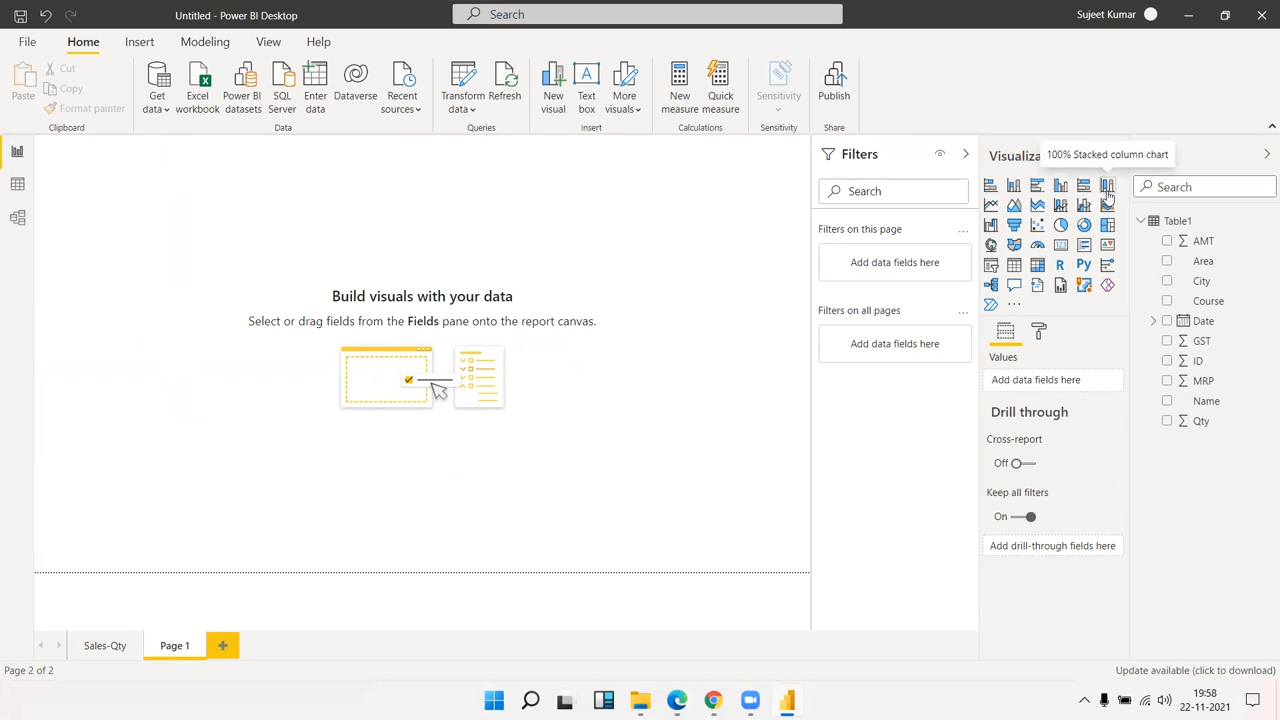 Untitled - Power BI Desktop
Search
Sujeet Kumar
File
Home
Insert
Modeling
View
Help
Paste
Cut
Copy
Format painter
Clipboard
Get data
Excel workbook
Power BI datasets
SQL Server
Enter data
Dataverse
Recent sources
Data
Transform data
Refresh
Queries
New visual
Text box
More visuals
Insert
New measure
Quick measure
Calculations
Sensitivity
Sensitivity
Publish
Share
Build visuals with your data
Select or drag fields from the Fields pane onto the report canvas.
Filters
Search
Filters on this page
...
Add data fields here
Filters on all pages
...
Add data fields here
Visualiza
100% Stacked column chart
123
R
Py
...
Values
Add data fields here
Drill through
Cross-report
Off
Keep all filters
On
Add drill-through fields here
Search
Table1
AMT
Area
City
Course
Date
GST
ID
MRP
Name
Qty
Sales-Qty
Page 1
Page 2 of 2
Update available (click to download)
19:58
22-11-2021